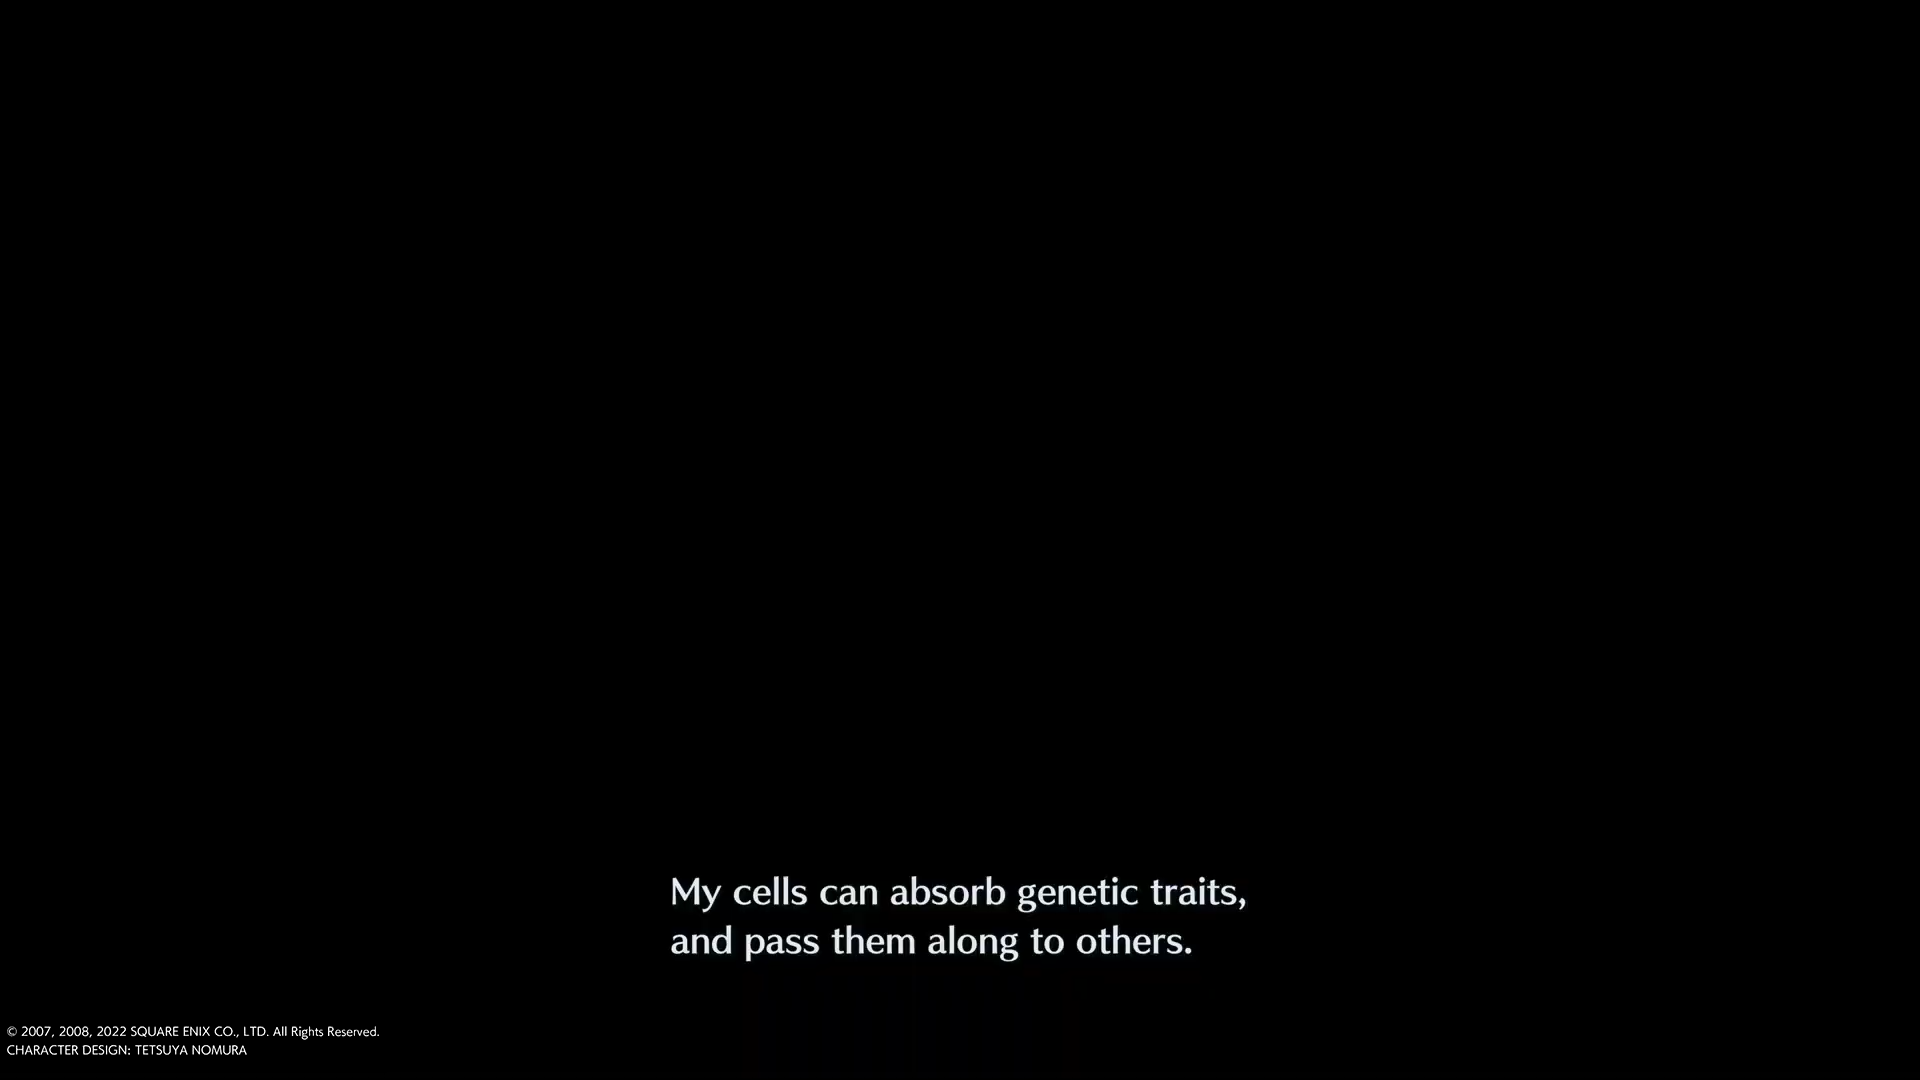 My cells can absorb genetic traits,
and pass them along to others.
© 2007, 2008, 2022 SQUARE ENIX CO., LTD. All Rights Reserved.
CHARACTER DESIGN: TETSUYA NOMURA